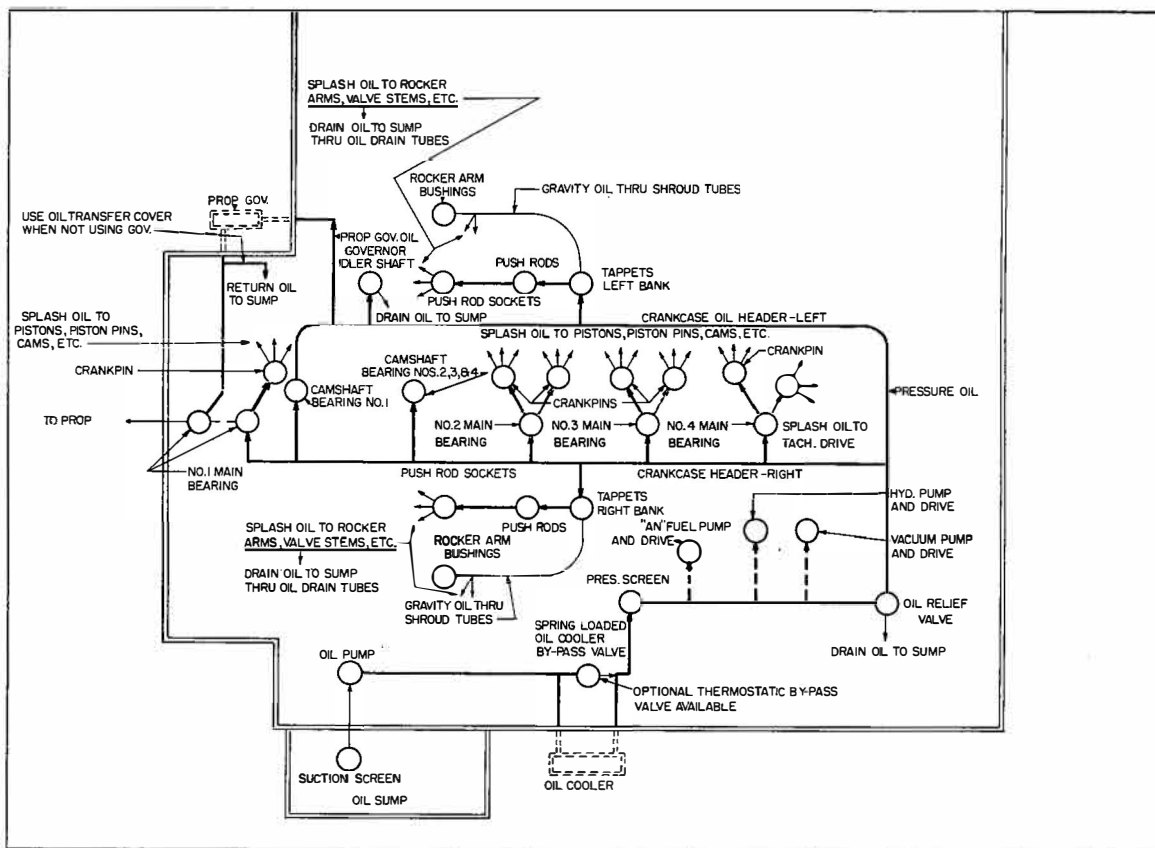 SPLASH OIL TO ROCKER
ARMS, VALVE STEMS, ETC.
DRAIN OIL TO SUMP
THRU OIL DRAIN TUBES
ROCKER ARM
BUSHINGS
GRAVITY OIL THRU SHROUD TUBES
PROP GOV.
USE OIL TRANSFER COVER
WHEN NOT USING GOV.
PROP GOV. OIL
GOVERNOR
IDLER SHAFT
PUSH RODS
TAPPETS
LEFT BANK
RETURN OIL
TO SUMP
PUSH ROD SOCKETS
DRAIN OIL TO SUMP
CRANKCASE OIL HEADER-LEFT
SPLASH OIL TO
PISTONS, PISTON PINS,
CAMS, ETC.
SPLASH OIL TO PISTONS, PISTON PINS, CAMS, ETC.
CRANKPIN
CAMSHAFT
BEARING NOS. 2,3,&4
CRANKPIN
CAMSHAFT
BEARING NO.1
CRANKPINS
PRESSURE OIL
TO PROP
NO.2 MAIN
BEARING
NO.3 MAIN
BEARING
NO.4 MAIN
BEARING
SPLASH OIL TO
TACH. DRIVE
NO.1 MAIN
BEARING
PUSH ROD SOCKETS
CRANKCASE HEADER-RIGHT
TAPPETS
RIGHT BANK
HYD. PUMP
AND DRIVE
SPLASH OIL TO ROCKER
ARMS, VALVE STEMS, ETC.
PUSH RODS
"AN" FUEL PUMP
AND DRIVE
VACUUM PUMP
AND DRIVE
ROCKER ARM
BUSHINGS
DRAIN OIL TO SUMP
THRU OIL DRAIN TUBES
PRES. SCREEN
GRAVITY OIL THRU
SHROUD TUBES
OIL RELIEF
VALVE
SPRING LOADED
OIL COOLER
BY-PASS VALVE
OIL PUMP
DRAIN OIL TO SUMP
OPTIONAL THERMOSTATIC BY-PASS
VALVE AVAILABLE
SUCTION SCREEN
OIL COOLER
OIL SUMP